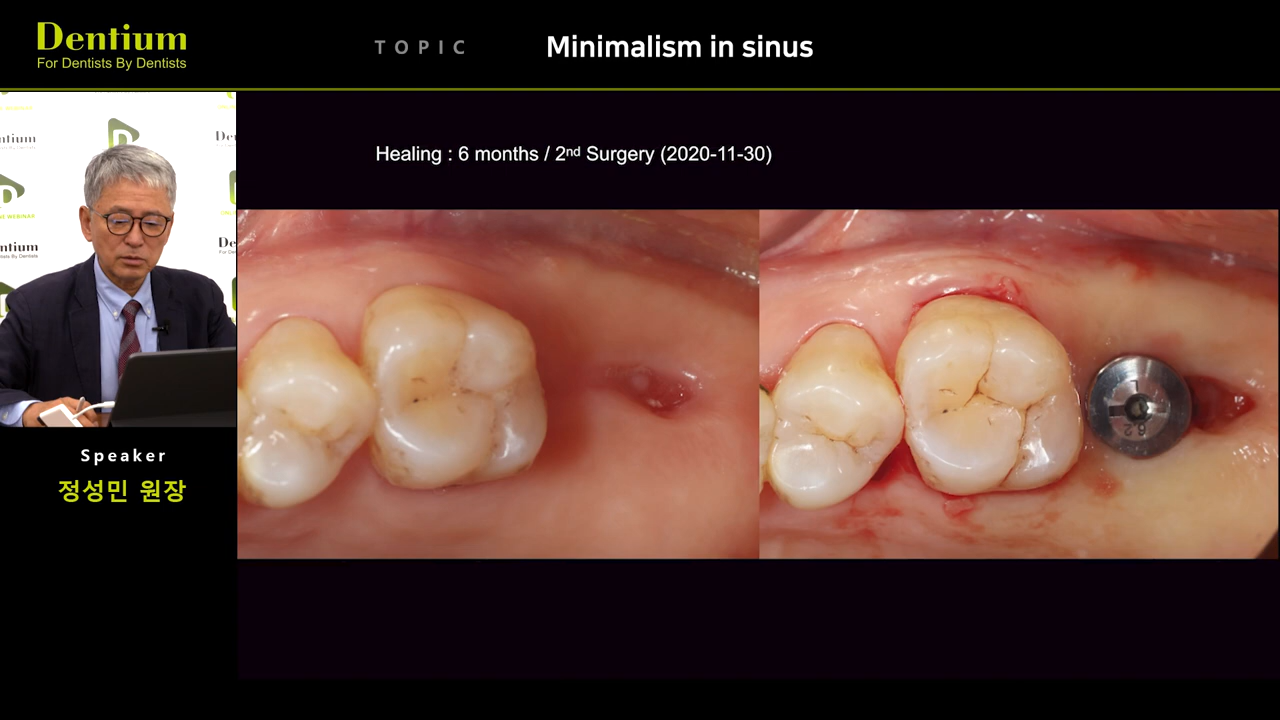 Dentium
For Dentists By Dentists
TOPIC
Minimalism in sinus
Healing : 6 months / 2nd Surgery (2020-11-30)
Speaker
정성민 원장